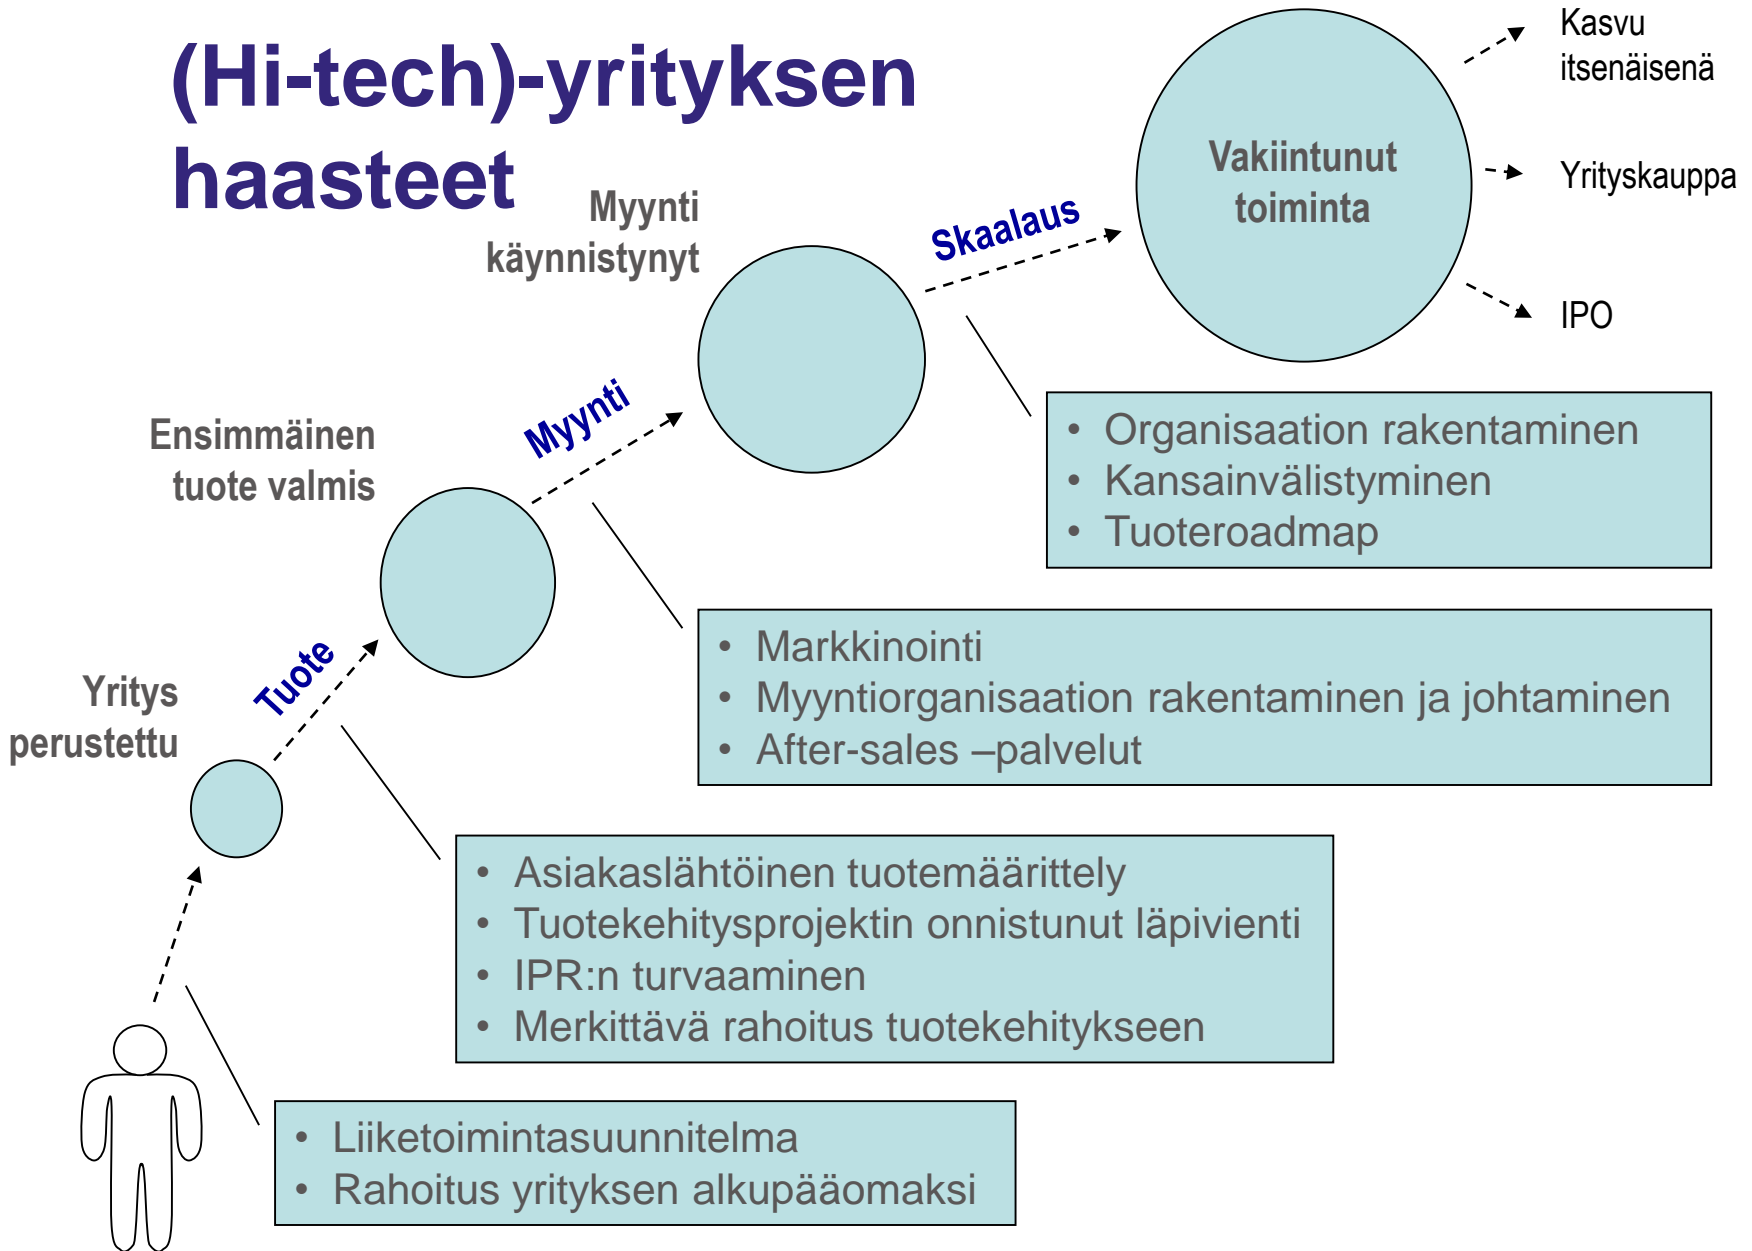 (Hi-tech)-yrityksen
haasteet
Kasvu
itsenäisenä
Yrityskauppa
IPO
Vakiintunut
toiminta
Skaalaus
Myynti
käynnistynyt
• Organisaation rakentaminen
• Kansainvälistyminen
• Tuoteroadmap
Myynti
Ensimmäinen
tuote valmis
• Markkinointi
• Myyntiorganisaation rakentaminen ja johtaminen
• After-sales –palvelut
Tuote
Yritys
perustettu
• Asiakaslähtöinen tuotemäärittely
• Tuotekehitysprojektin onnistunut läpivienti
• IPR:n turvaaminen
• Merkittävä rahoitus tuotekehitykseen
• Liiketoimintasuunnitelma
• Rahoitus yrityksen alkupääomaksi